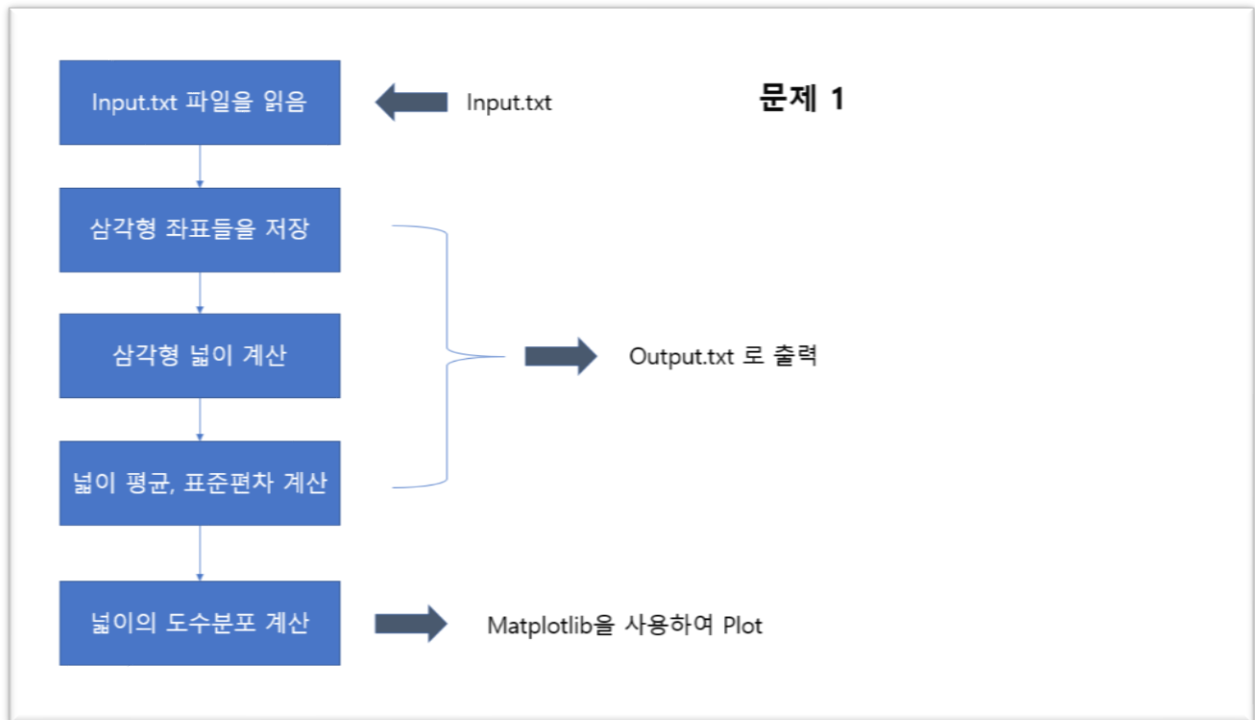 Input.txt 파일을 읽음
Input.txt
문제 1
삼각형 좌표들을 저장
삼각형 넓이 계산
Output.txt 로 출력
넓이 평균, 표준편차 계산
넓이의 도수분포 계산
Matplotlib을 사용하여 Plot